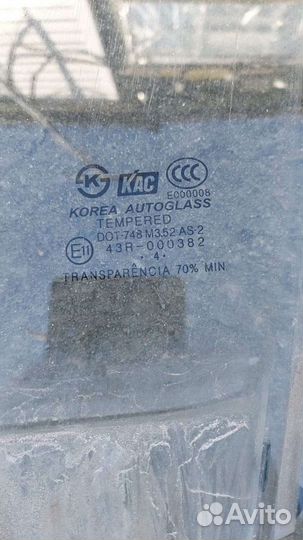 KAC
E000008
KOREA AUTOGLASS
TEMPERED
DOT-748 M352 AS-2
E11 43R-000382
·4·
TRANSPARÊNCIA 70% MIN
Avito